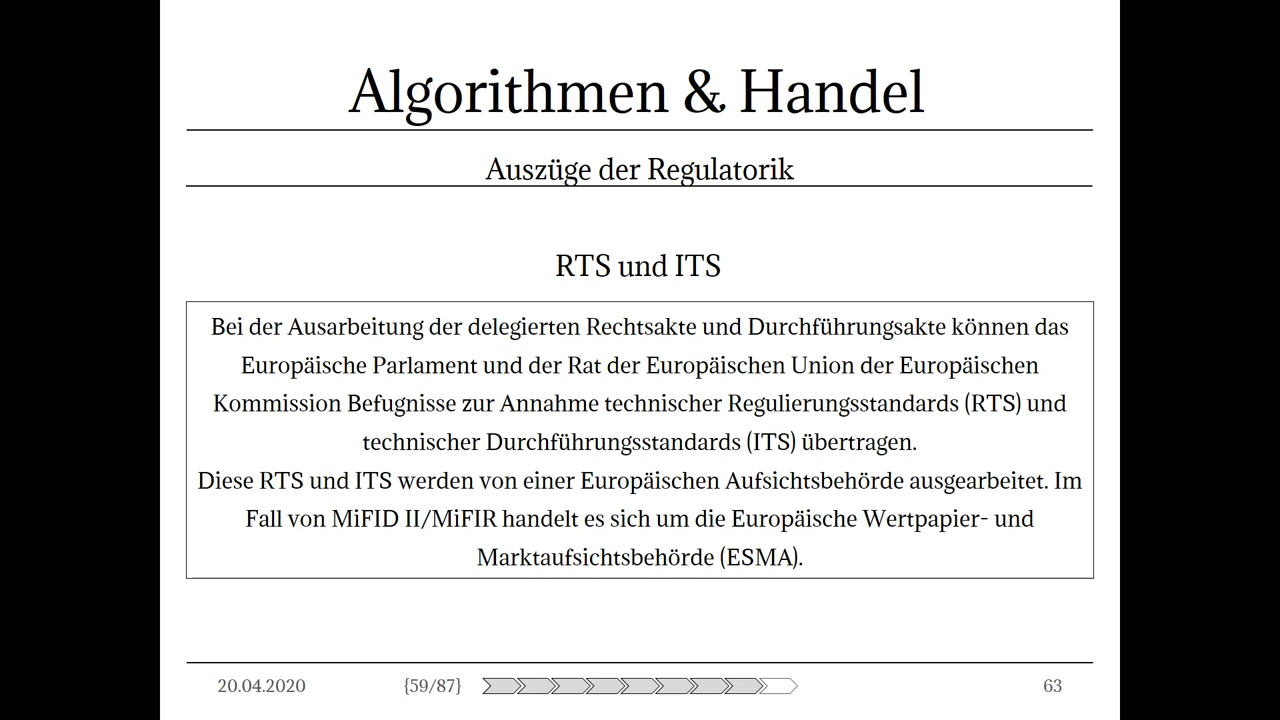 Algorithmen & Handel
Auszüge der Regulatorik
RTS und ITS
Bei der Ausarbeitung der delegierten Rechtsakte und Durchführungsakte können das
Europäische Parlament und der Rat der Europäischen Union der Europäischen
Kommission Befugnisse zur Annahme technischer Regulierungsstandards (RTS) und
technischer Durchführungsstandards (ITS) übertragen.
Diese RTS und ITS werden von einer Europäischen Aufsichtsbehörde ausgearbeitet. Im
Fall von MiFID II/MiFIR handelt es sich um die Europäische Wertpapier- und
Marktaufsichtsbehörde (ESMA).
20.04.2020 {59/87} 63